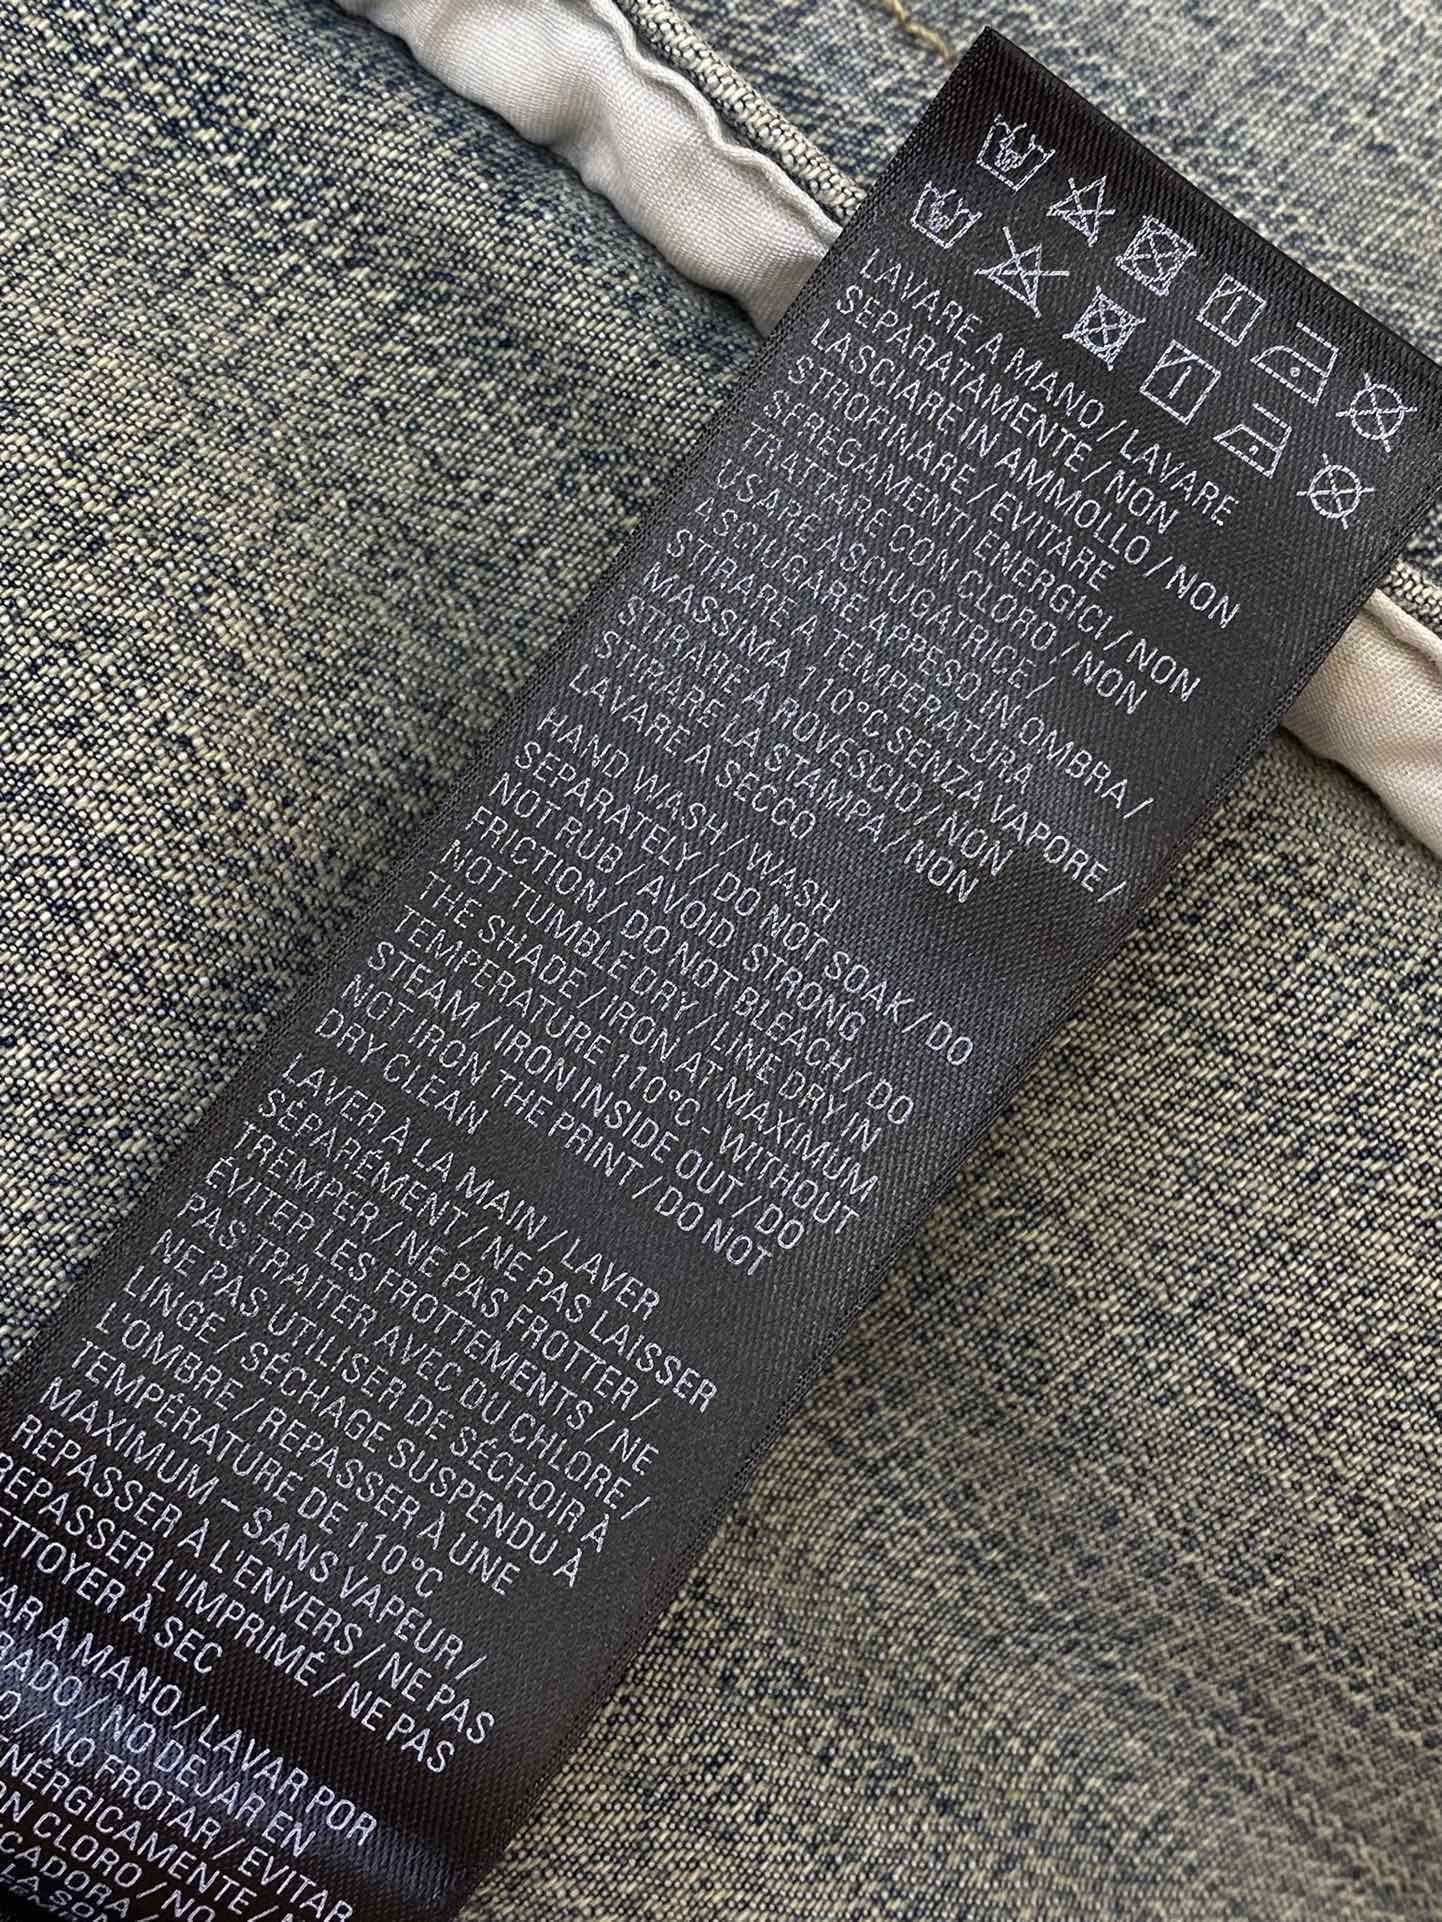 LAVARE A MANO / LAVARE
SEPARATAMENTE / NON
LASCIARE IN AMMOLLO / NON
STROFINARE / EVITARE
SFREGAMENTI ENERGICI / NON
TRATTARE CON CLORO / NON
USARE ASCIUGATRICE /
ASCIUGARE APPESO IN OMBRA /
STIRARE A TEMPERATURA
MASSIMA 110°C SENZA VAPORE /
STIRARE A ROVESCIO / NON
STIRARE LA STAMPA / NON
LAVARE A SECCO
HAND WASH / WASH
SEPARATELY / DO NOT SOAK / DO
NOT RUB / AVOID STRONG
FRICTION / DO NOT BLEACH / DO
NOT TUMBLE DRY / LINE DRY IN
THE SHADE / IRON AT MAXIMUM
TEMPERATURE 110°C - WITHOUT
STEAM / IRON INSIDE OUT / DO
NOT IRON THE PRINT / DO NOT
DRY CLEAN
LAVER À LA MAIN / LAVER
SÉPARÉMENT / NE PAS LAISSER
TREMPER / NE PAS FROTTER /
ÉVITER LES FROTTEMENTS / NE
PAS TRAITER AVEC DU CHLORE /
NE PAS UTILISER DE SÉCHOIR À
LINGE / SÉCHAGE SUSPENDU À
L'OMBRE / REPASSER À UNE
TEMPÉRATURE DE 110°C
MAXIMUM – SANS VAPEUR /
REPASSER À L'ENVERS / NE PAS
REPASSER L'IMPRIMÉ / NE PAS
TTOYER À SEC
AR A MANO / LAVAR POR
RADO / NO DEJAR EN
O / NO FROTAR / EVITAR
ENÉRGICAMENTE /
ON CLORO / NO
CADORA /